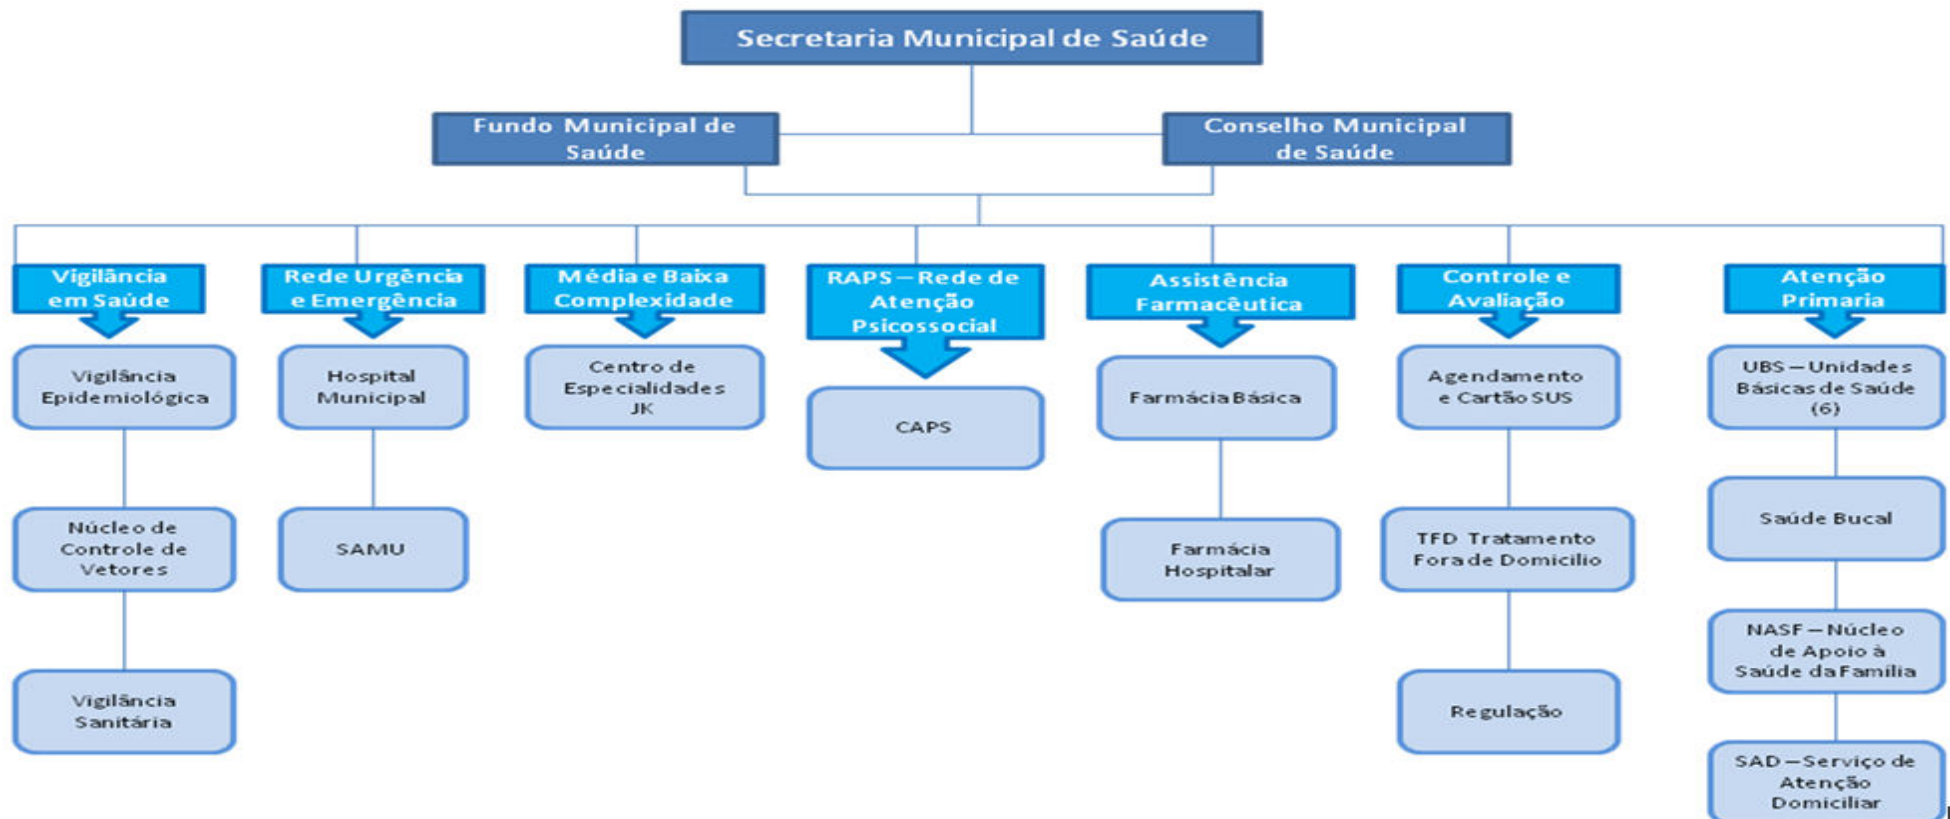 Secretaria Municipal de Saúde
Fundo Municipal de
Saúde
Conselho Municipal
de Saúde
Vigilância
em Saúde
Rede Urgência
e Emergência
Média e Baixa
Complexidade
RAPS – Rede de
Atenção
Psicossocial
Assistência
Farmacêutica
Controle e
Avaliação
Atenção
Primaria
Vigilância
Epidemiológica
Hospital
Municipal
Centro de
Especialidades
JK
CAPS
Farmácia Básica
Agendamento
e Cartão SUS
UBS – Unidades
Básicas de Saúde
(6)
Núcleo de
Controle de
Vetores
SAMU
Farmácia
Hospitalar
TFD Tratamento
Fora de Domicilio
Saúde Bucal
Vigilância
Sanitária
Regulação
NASF – Núcleo
de Apoio à
Saúde da Família
SAD – Serviço de
Atenção
Domiciliar